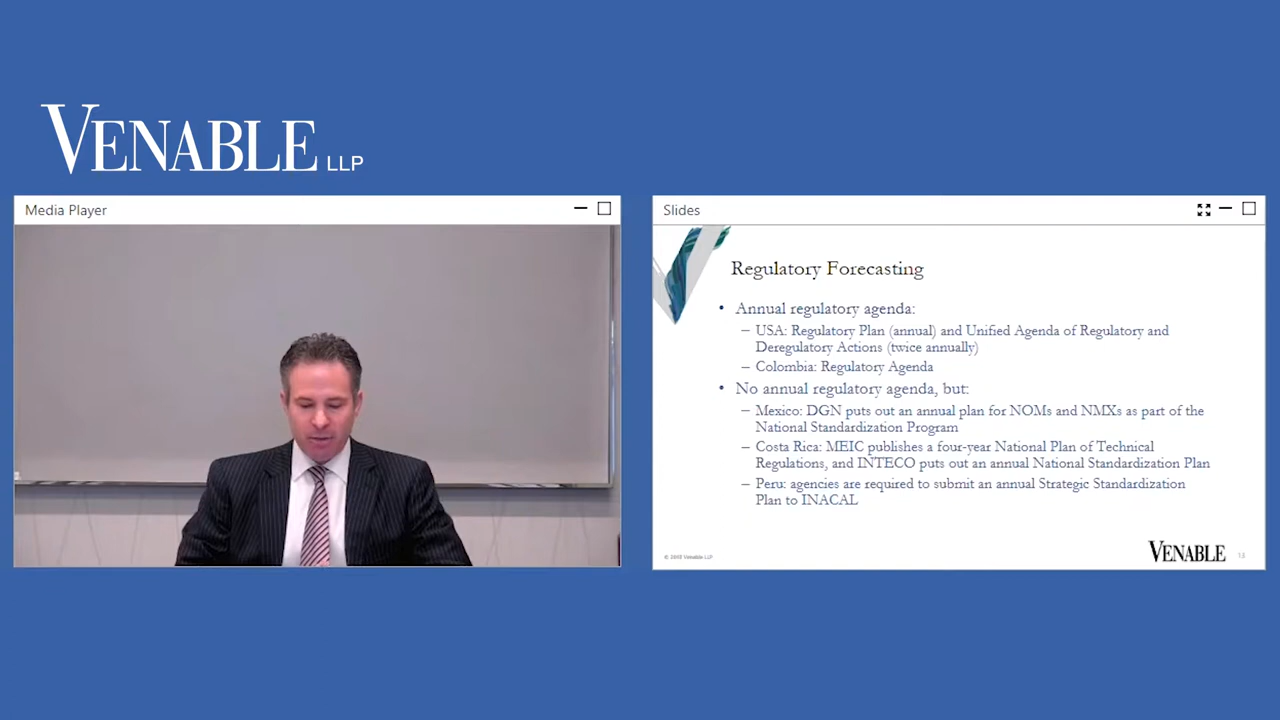 VENABLE LLP
Media Player
Slides
Regulatory Forecasting
• Annual regulatory agenda:
– USA: Regulatory Plan (annual) and Unified Agenda of Regulatory and
Deregulatory Actions (twice annually)
– Colombia: Regulatory Agenda
• No annual regulatory agenda, but:
– Mexico: DGN puts out an annual plan for NOMs and NMXs as part of the
National Standardization Program
– Costa Rica: MEIC publishes a four-year National Plan of Technical
Regulations, and INTECO puts out an annual National Standardization Plan
– Peru: agencies are required to submit an annual Strategic Standardization
Plan to INACAL
© 2018 Venable LLP
VENABLE
13